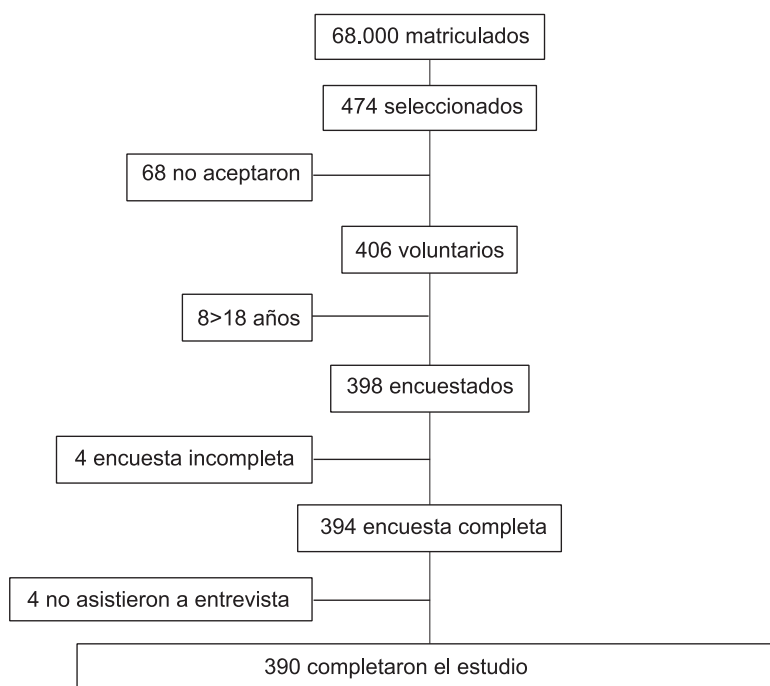 68.000 matriculados
474 seleccionados
68 no aceptaron
406 voluntarios
8>18 años
398 encuestados
4 encuesta incompleta
394 encuesta completa
4 no asistieron a entrevista
390 completaron el estudio